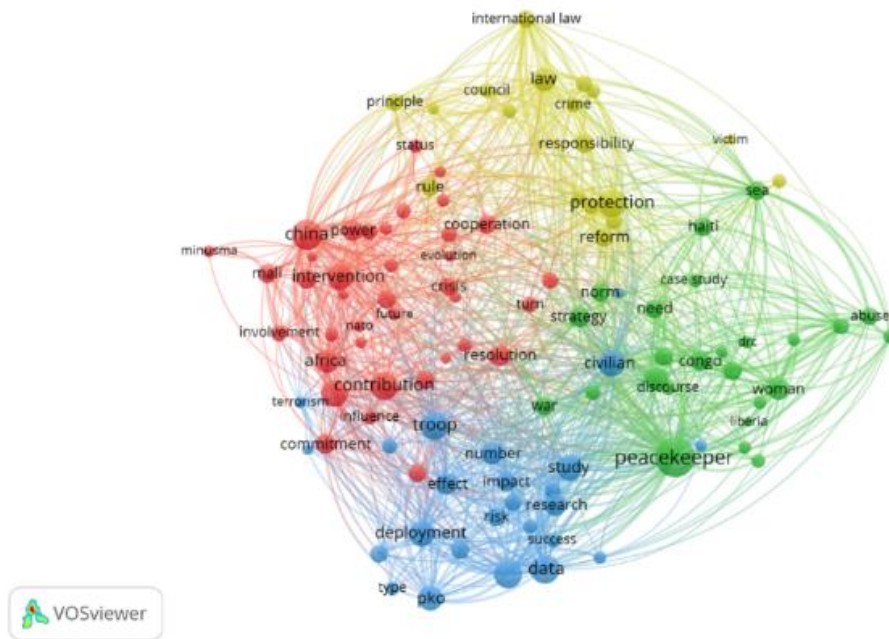 international law
law
council
crime
principle
responsibility
victim
status
rule
sea
protection
cooperation
haiti
china
power
reform
minusma
evolution
mali
intervention
case study
crisis
norm
future
turn
need
strategy
abuse
involvement
nato
drc
africa
resolution
civilian
congo
contribution
discourse
woman
terrorism
war
influence
liberia
troop
commitment
number
peacekeeper
study
effect
impact
research
risk
deployment
success
data
type
pko
VOSviewer